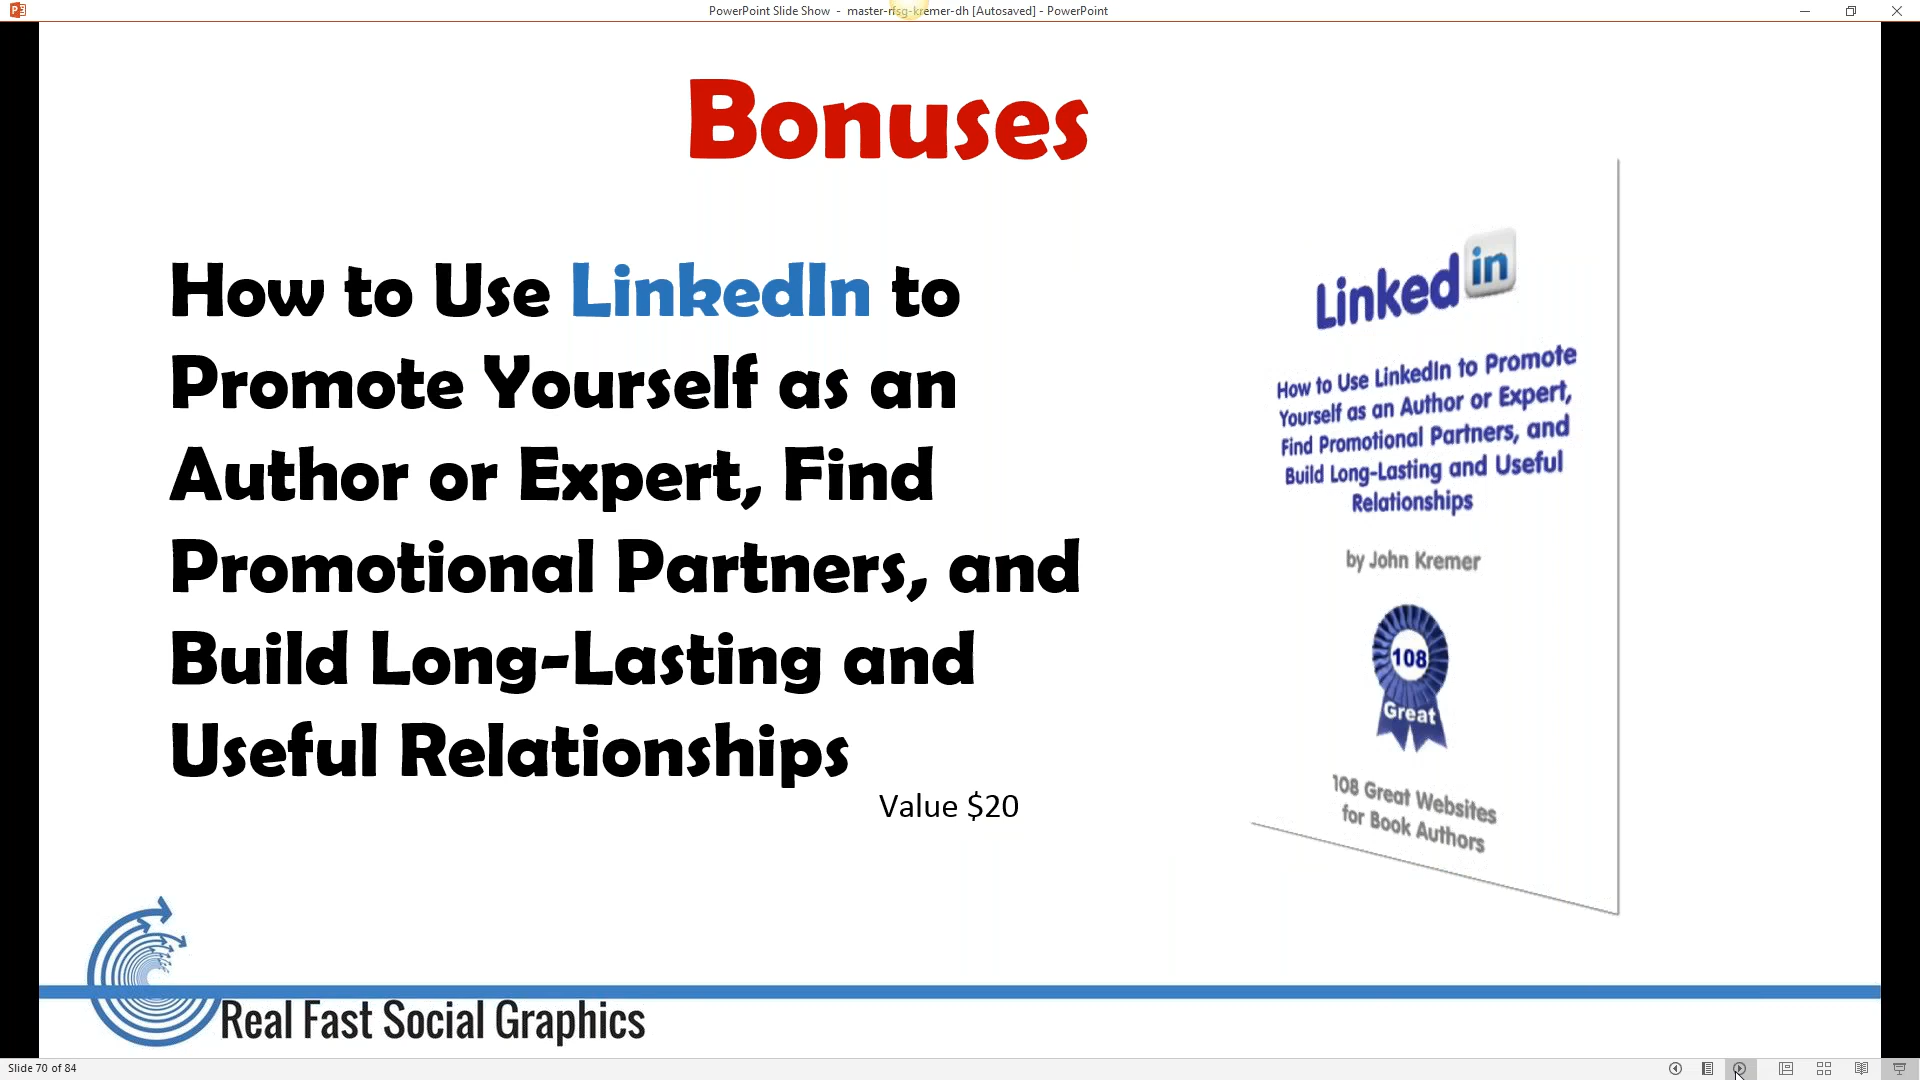 PowerPoint Slide Show - master-rfsg-kremer-dh [Autosaved] - PowerPoint
Bonuses
How to Use LinkedIn to
Promote Yourself as an
Author or Expert, Find
Promotional Partners, and
Build Long-Lasting and
Useful Relationships
Value $20
Linked in
How to Use LinkedIn to Promote
Yourself as an Author or Expert,
Find Promotional Partners, and
Build Long-Lasting and Useful
Relationships
by John Kremer
108
Great
108 Great Websites
for Book Authors
Real Fast Social Graphics
Slide 70 of 84